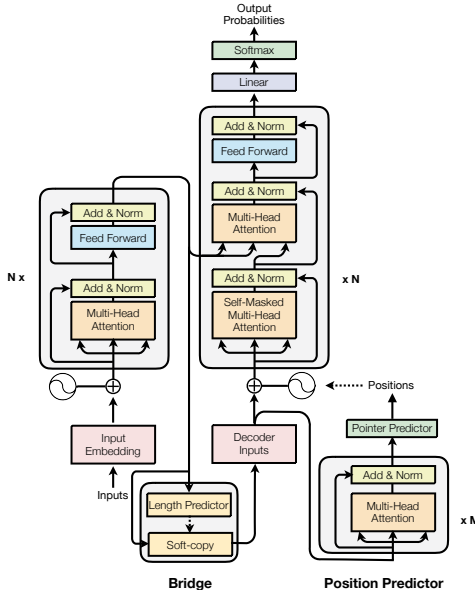 Output
Probabilities
Softmax
Linear
Add & Norm
Feed Forward
Add & Norm
Multi-Head
Attention
Add & Norm
Self-Masked
Multi-Head
Attention
x N
Add & Norm
Feed Forward
N x
Add & Norm
Multi-Head
Attention
Input
Embedding
Inputs
Decoder
Inputs
Positions
Pointer Predictor
Add & Norm
Multi-Head
Attention
x M
Length Predictor
Soft-copy
Bridge
Position Predictor